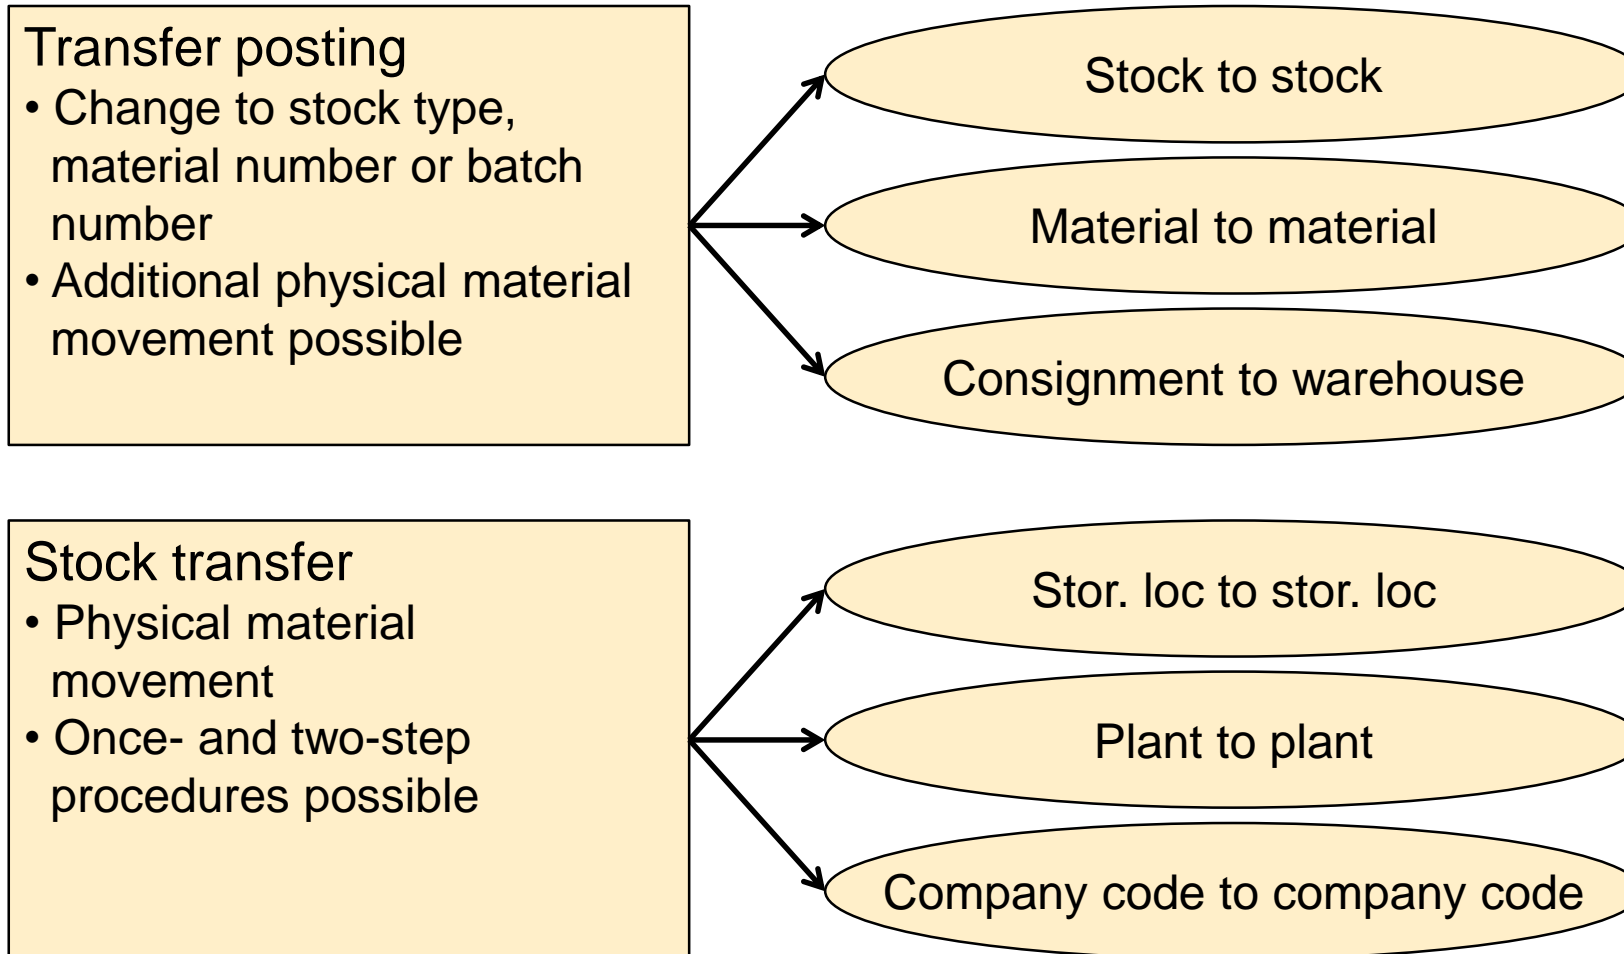 Transfer posting
• Change to stock type,
material number or batch
number
• Additional physical material
movement possible
Stock to stock
Material to material
Consignment to warehouse
Stock transfer
• Physical material
movement
• Once- and two-step
procedures possible
Stor. loc to stor. loc
Plant to plant
Company code to company code